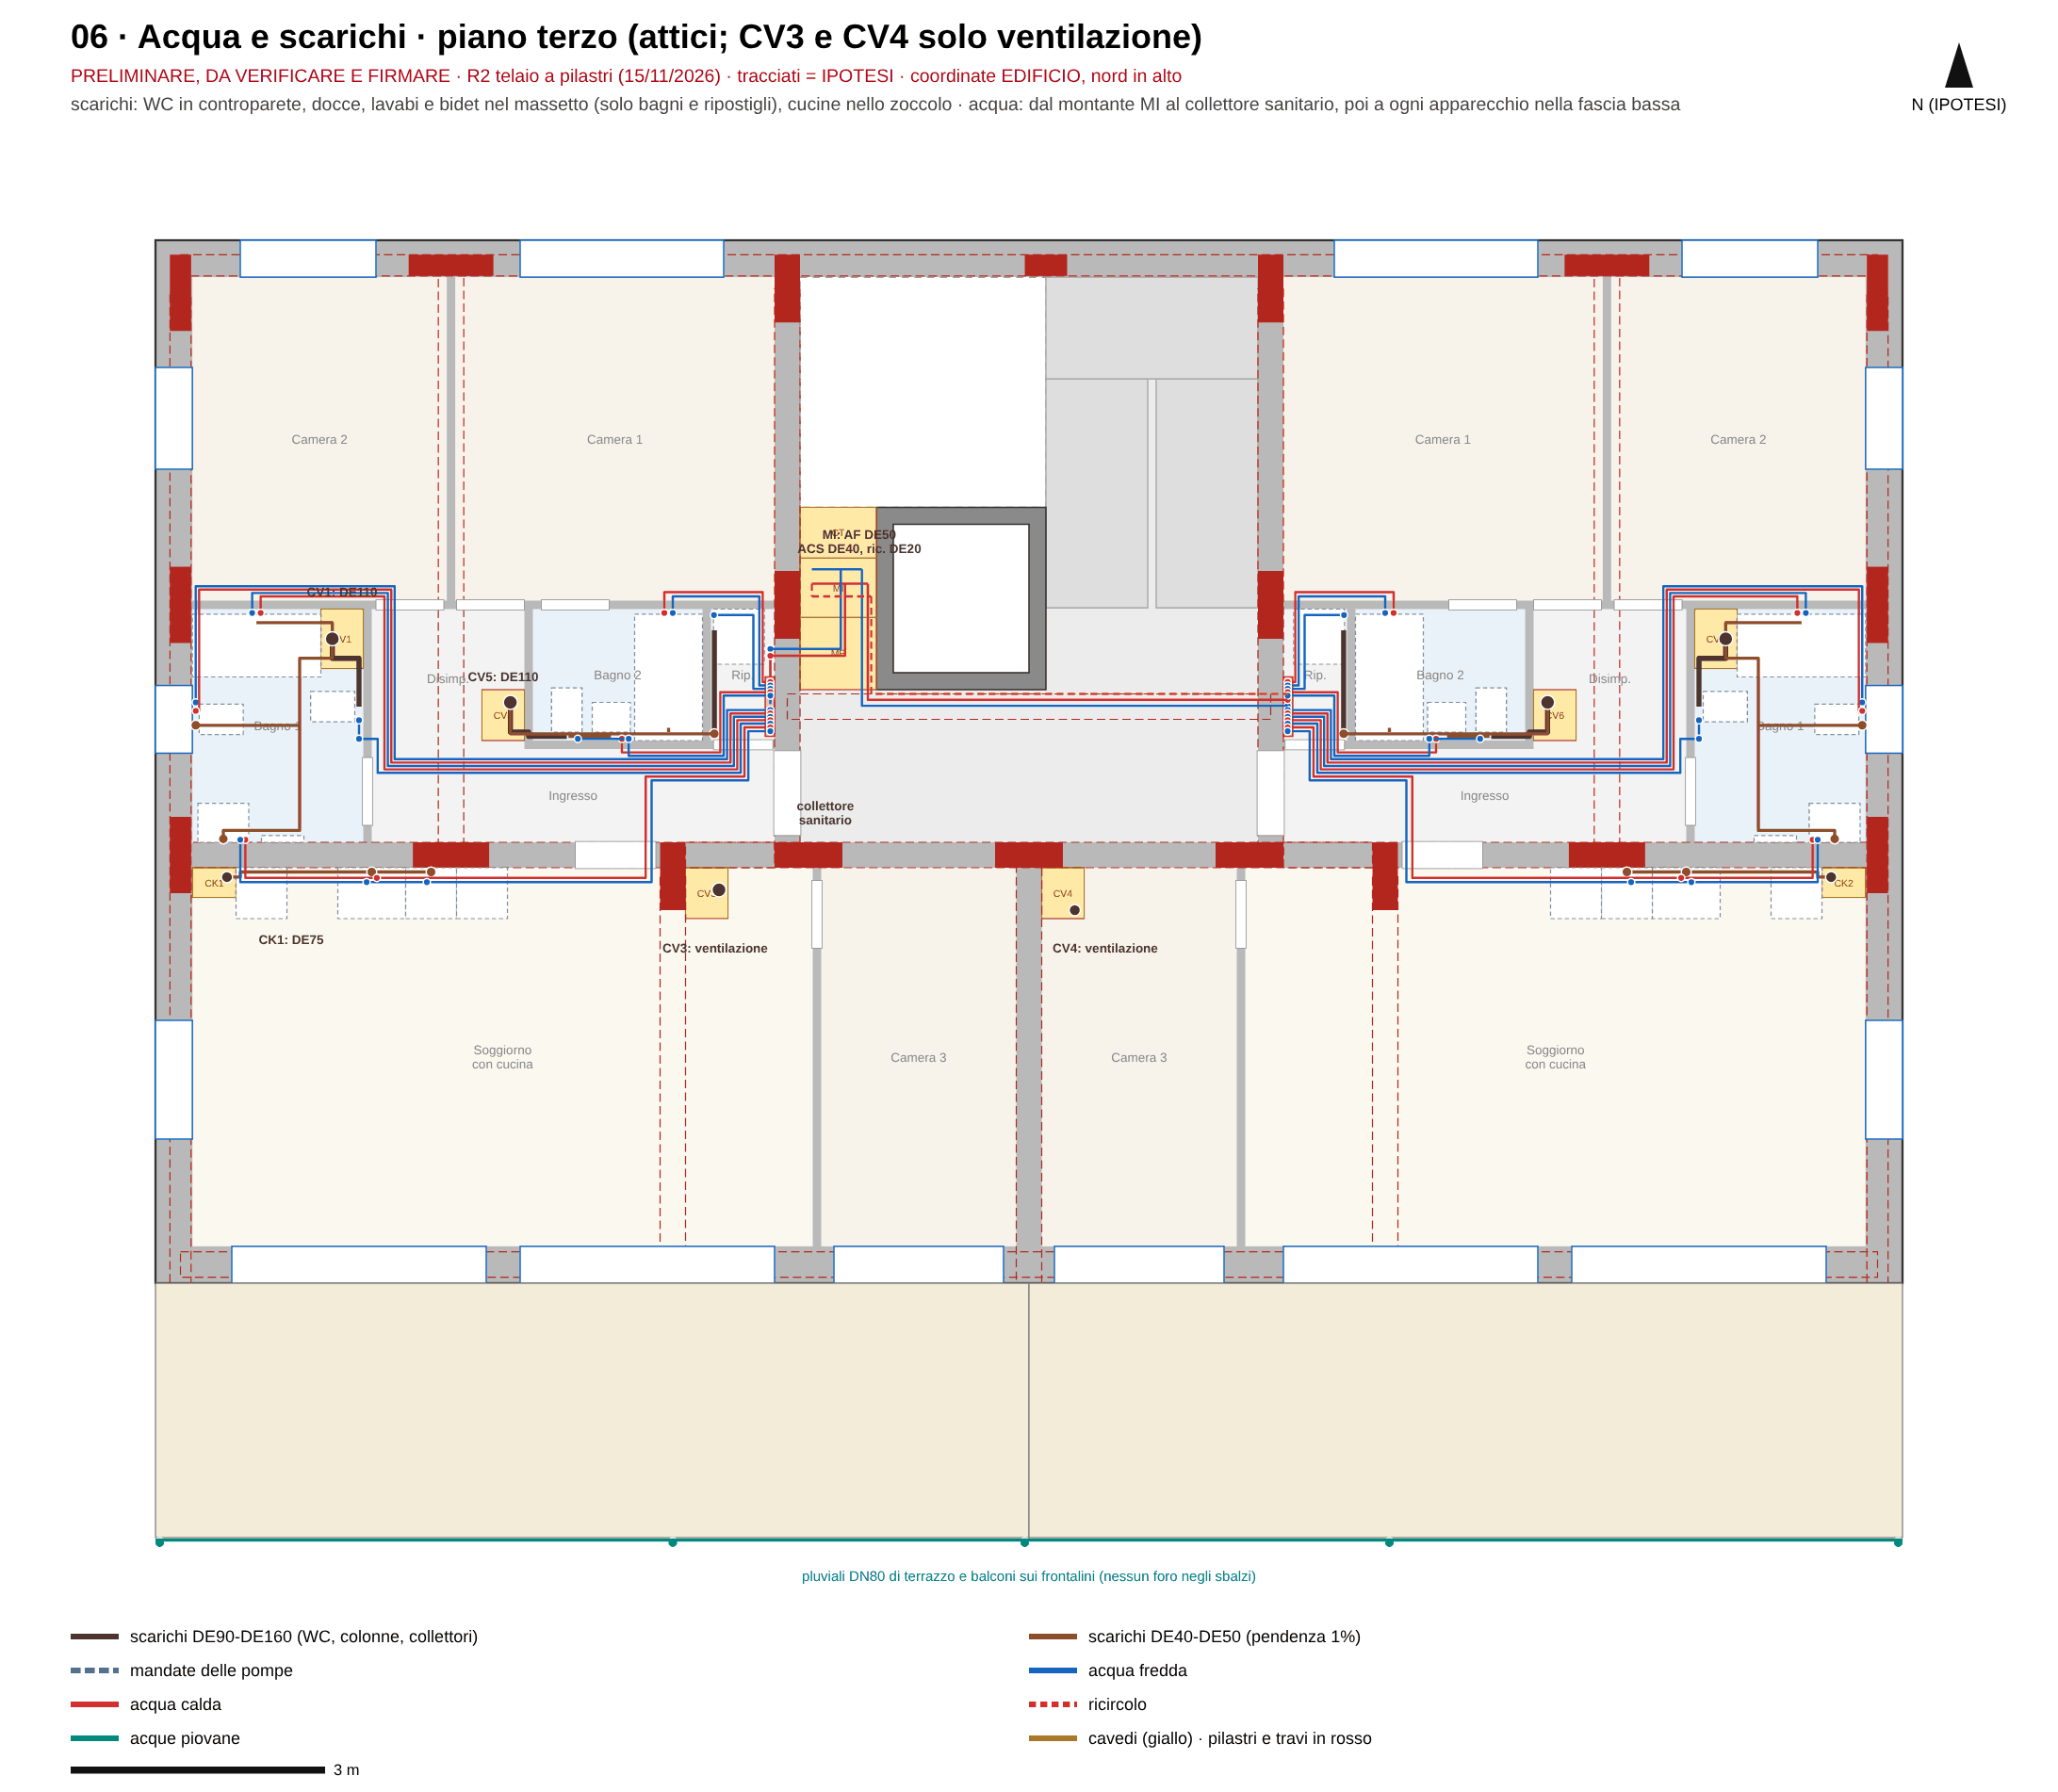 06 · Acqua e scarichi · piano terzo (attici; CV3 e CV4 solo ventilazione)
PRELIMINARE, DA VERIFICARE E FIRMARE · R2 telaio a pilastri (15/11/2026) · tracciati = IPOTESI · coordinate EDIFICIO, nord in alto
scarichi: WC in controparete, docce, lavabi e bidet nel massetto (solo bagni e ripostigli), cucine nello zoccolo · acqua: dal montante MI al collettore sanitario, poi a ogni apparecchio nella fascia bassa
N (IPOTESI)
Camera 2
Camera 1
Camera 1
Camera 2
MI: AF DE50
ACS DE40, ric. DE20
CV1: DE110
Disimp.
CV5: DE110
Bagno 2
Rip.
Rip.
Bagno 2
CV6
Disimp.
Bagno 1
Bagno 1
Ingresso
collettore
sanitario
Ingresso
CK1
CV4
CK2
CK1: DE75
CV3: ventilazione
CV4: ventilazione
Soggiorno
con cucina
Camera 3
Camera 3
Soggiorno
con cucina
pluviali DN80 di terrazzo e balconi sui frontalini (nessun foro negli sbalzi)
scarichi DE90-DE160 (WC, colonne, collettori)
scarichi DE40-DE50 (pendenza 1%)
mandate delle pompe
acqua fredda
acqua calda
ricircolo
acque piovane
cavedi (giallo) · pilastri e travi in rosso
3 m